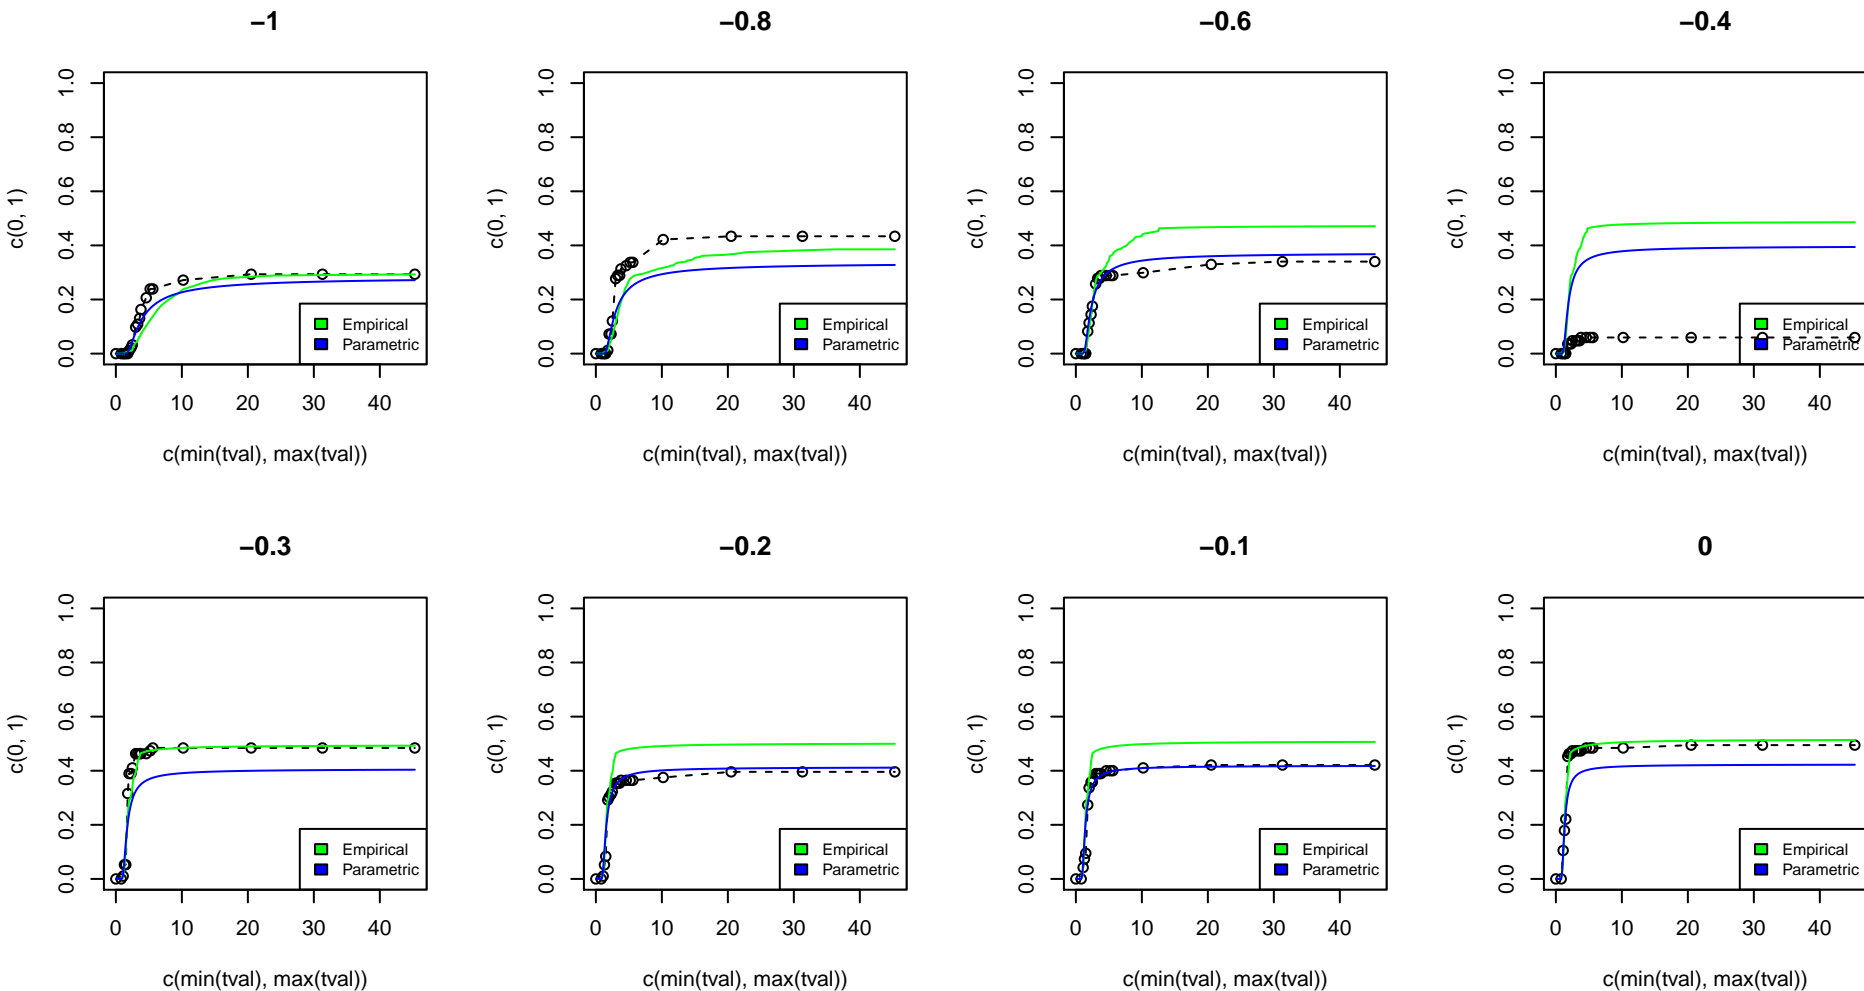 −1
−0.8
−0.6
−0.4
c(0, 1)
0.0 0.2 0.4 0.6 0.8 1.0
Empirical
Parametric
0 10 20 30 40
c(min(tval), max(tval))
c(0, 1)
0.0 0.2 0.4 0.6 0.8 1.0
Empirical
Parametric
0 10 20 30 40
c(min(tval), max(tval))
c(0, 1)
0.0 0.2 0.4 0.6 0.8 1.0
Empirical
Parametric
0 10 20 30 40
c(min(tval), max(tval))
c(0, 1)
0.0 0.2 0.4 0.6 0.8 1.0
Empirical
Parametric
0 10 20 30 40
c(min(tval), max(tval))
−0.3
−0.2
−0.1
0
c(0, 1)
0.0 0.2 0.4 0.6 0.8 1.0
Empirical
Parametric
0 10 20 30 40
c(min(tval), max(tval))
c(0, 1)
0.0 0.2 0.4 0.6 0.8 1.0
Empirical
Parametric
0 10 20 30 40
c(min(tval), max(tval))
c(0, 1)
0.0 0.2 0.4 0.6 0.8 1.0
Empirical
Parametric
0 10 20 30 40
c(min(tval), max(tval))
c(0, 1)
0.0 0.2 0.4 0.6 0.8 1.0
Empirical
Parametric
0 10 20 30 40
c(min(tval), max(tval))